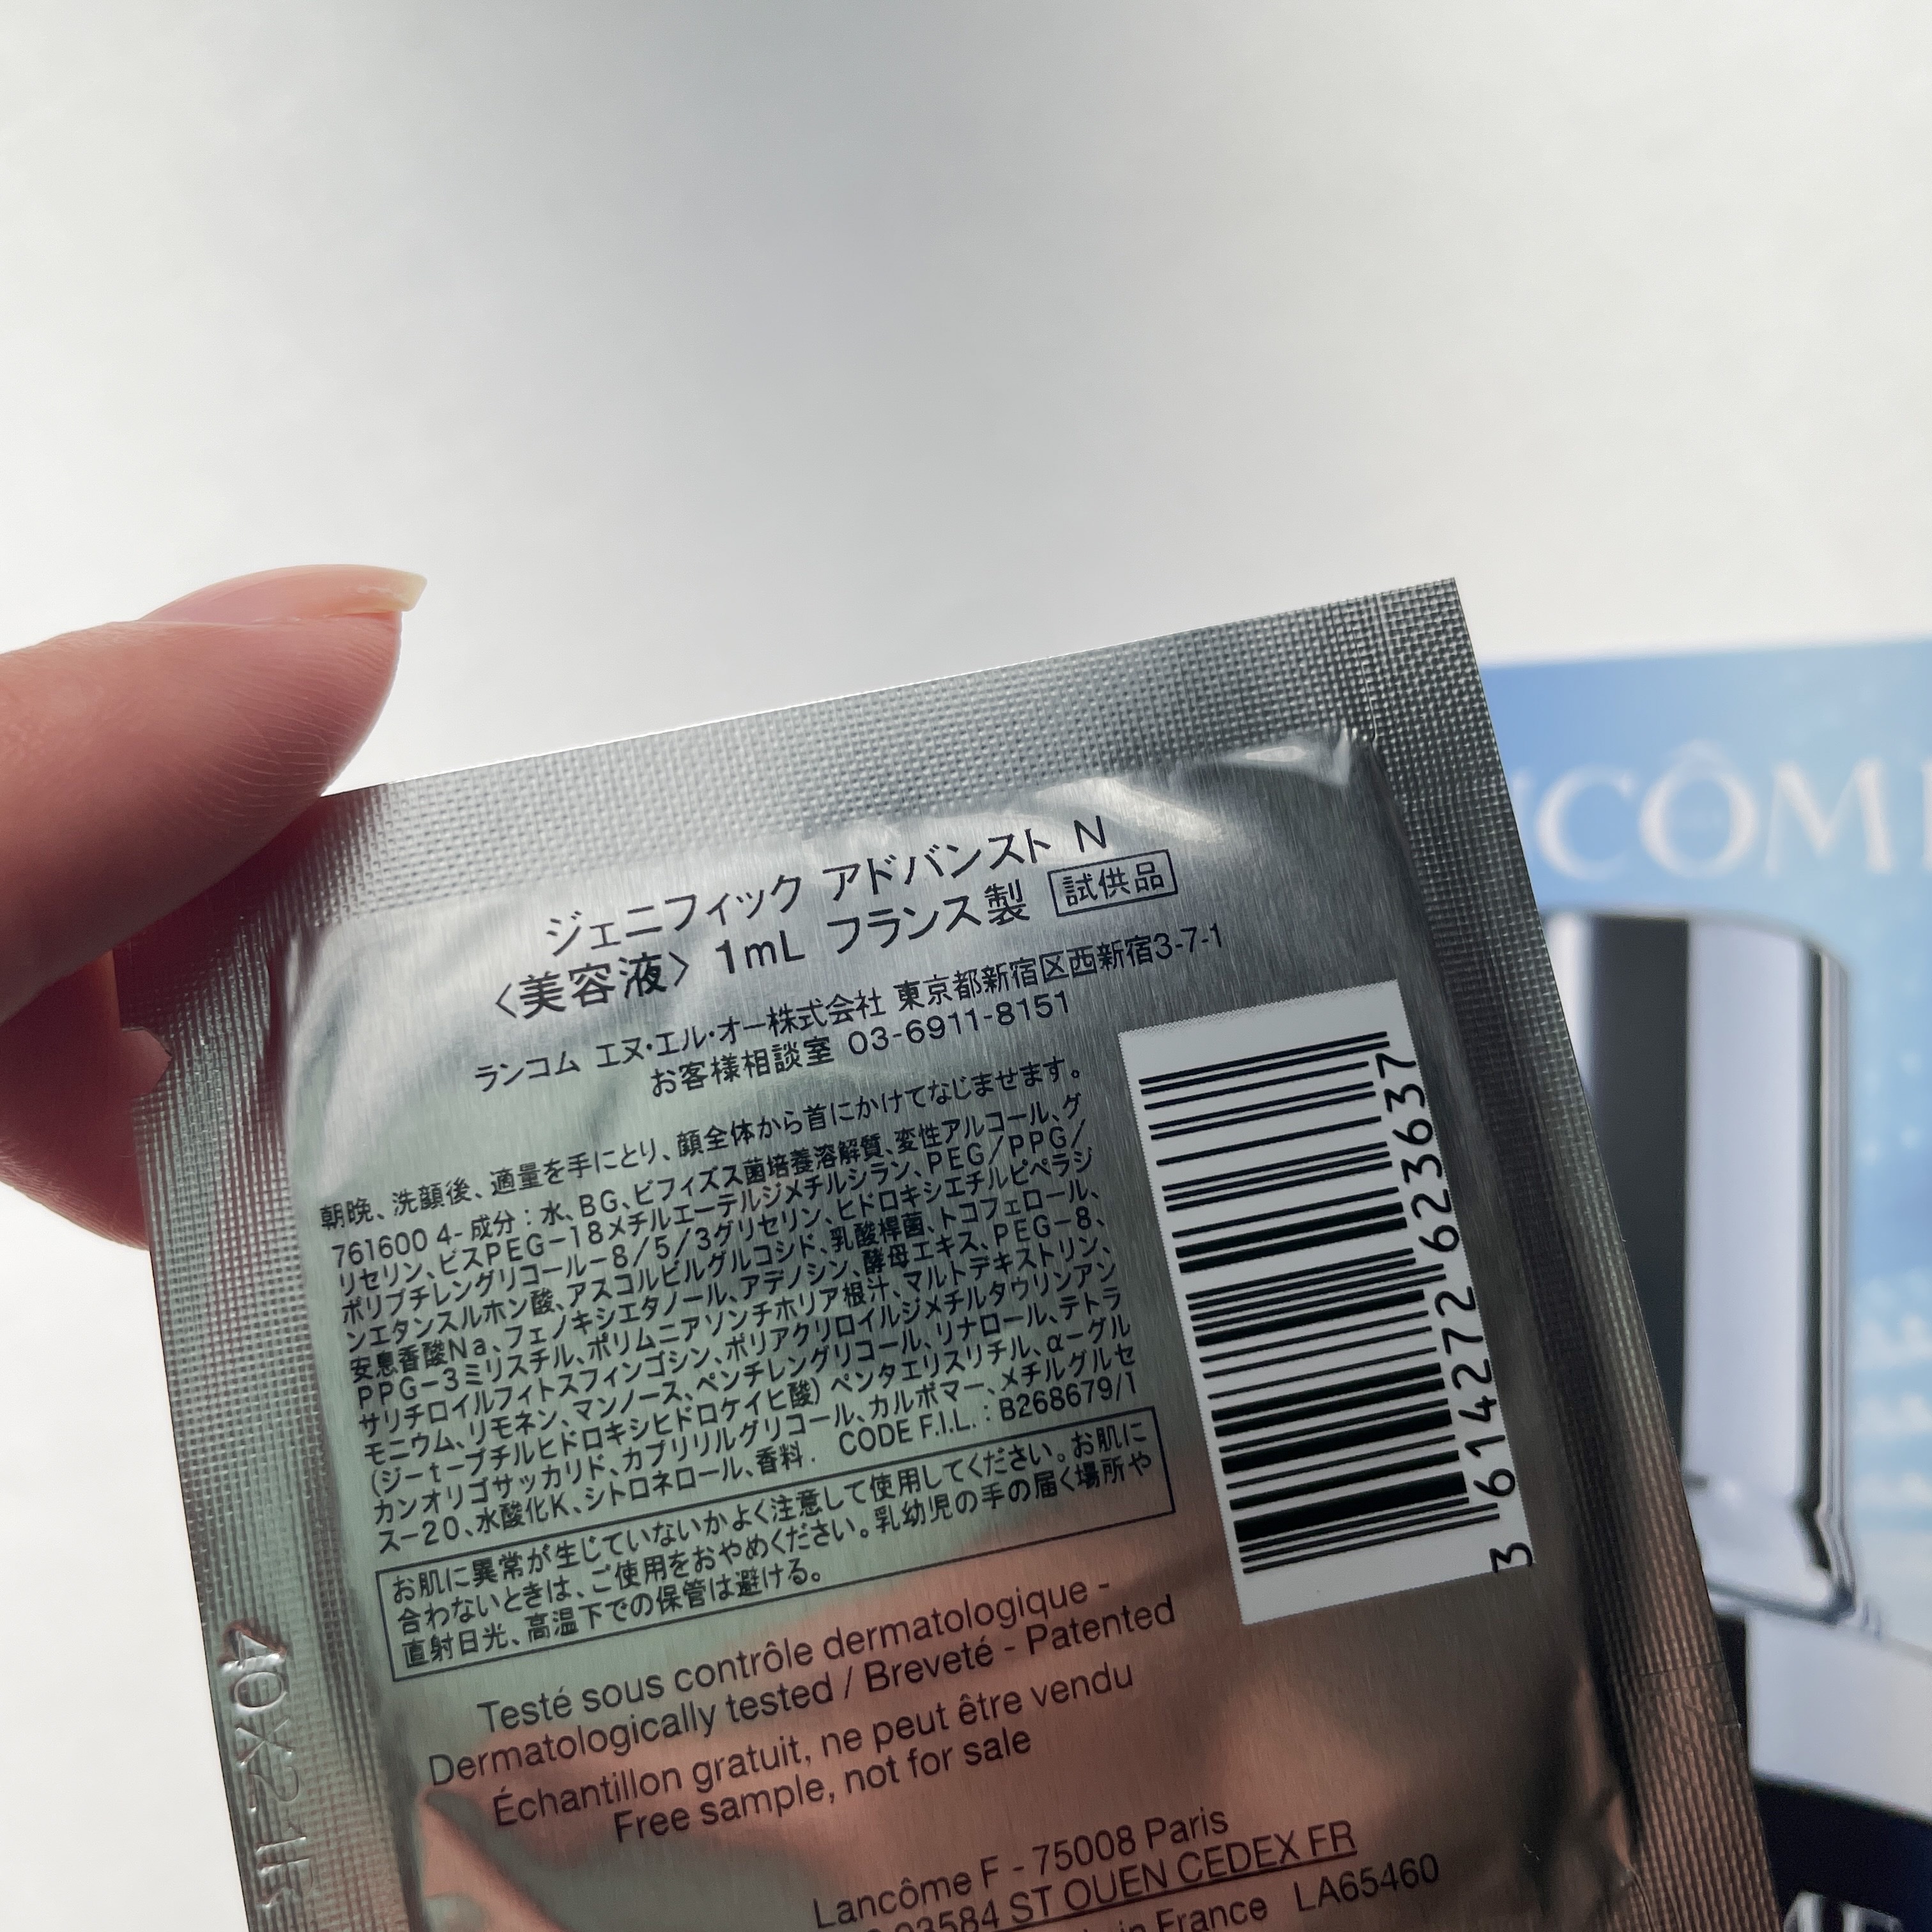 ジェニフィック アドバンスト N
〈美容液〉 1mL フランス製 試供品
ランコム エヌ・エル・オー株式会社 東京都新宿区西新宿3-7-1
お客様相談室 03-6911-8151
朝晩、洗顔後、適量を手にとり、顔全体から首にかけてなじませます。
761600 4- 成分：水、BG、ビフィズス菌培養溶解質、変性アルコール、グ
リセリン、ビスPEG－18メチルエーテルジメチルシラン、PEG/PPG/
ポリブチレングリコール－8/5/3グリセリン、ヒドロキシエチルピペラジ
ンエタンスルホン酸、アスコルビルグルコシド、乳酸桿菌、トコフェロール、
安息香酸Na、フェノキシエタノール、アデノシン、酵母エキス、PEG－8、
PPG－3ミリスチル、ポリムニアソンチホリア根汁、マルトデキストリン、
サリチロイルフィトスフィンゴシン、ポリアクリロイルジメチルタウリンアン
モニウム、リモネン、マンノース、ペンチレングリコール、リナロール、テトラ
(ジーtーブチルヒドロキシヒドロケイヒ酸) ペンタエリスリチル、αーグル
カンオリゴサッカリド、カプリリルグリコール、カルボマー、メチルグルセ
スー20、水酸化K、シトロネロール、香料． CODE F.I.L. : B268679/1
お肌に異常が生じていないかよく注意して使用してください。お肌に
合わないときは、ご使用をおやめください。乳幼児の手の届く場所や
直射日光、高温下での保管は避ける。
Testé sous contrôle dermatologique -
Dermatologically tested / Breveté - Patented
Échantillon gratuit, ne peut être vendu
Free sample, not for sale
Lancôme F - 75008 Paris
93584 ST OUEN CEDEX FR
in France LA65460
3 614272 623637
40X21F
CÔM